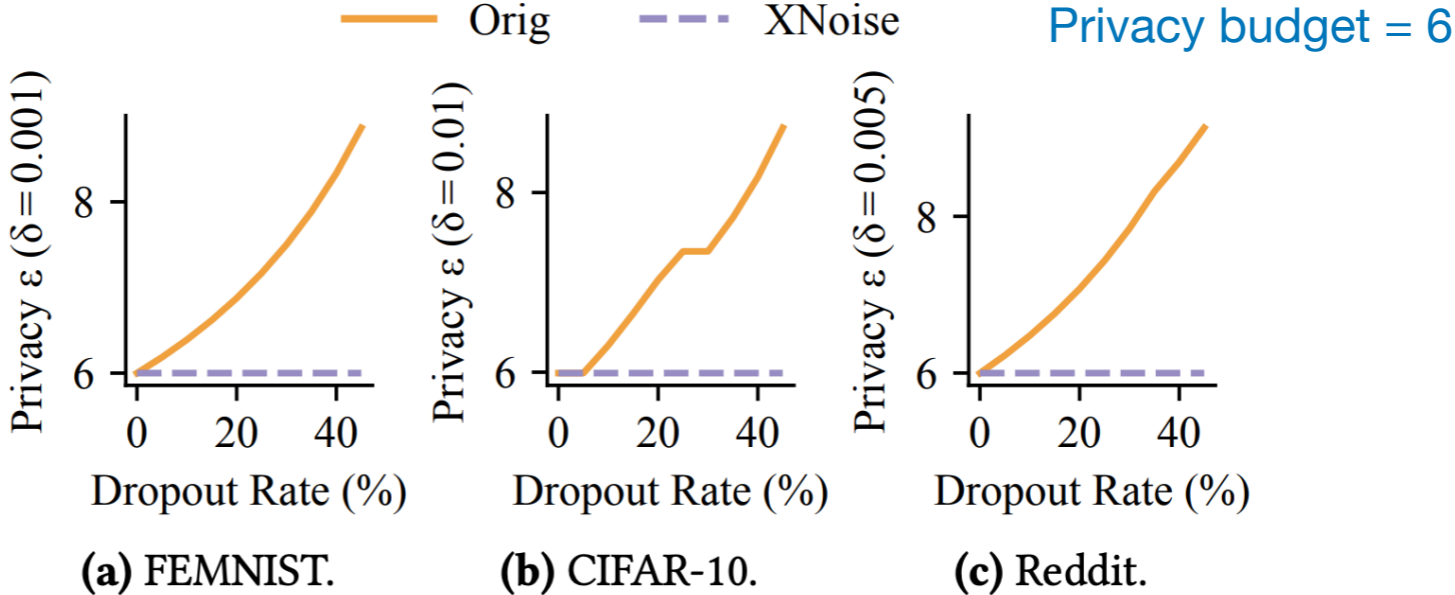 Orig XNoise Privacy budget = 6
Privacy ε (δ = 0.001)
8
6
0 20 40
Dropout Rate (%)
(a) FEMNIST.
Privacy ε (δ = 0.01)
8
6
0 20 40
Dropout Rate (%)
(b) CIFAR-10.
Privacy ε (δ = 0.005)
8
6
0 20 40
Dropout Rate (%)
(c) Reddit.